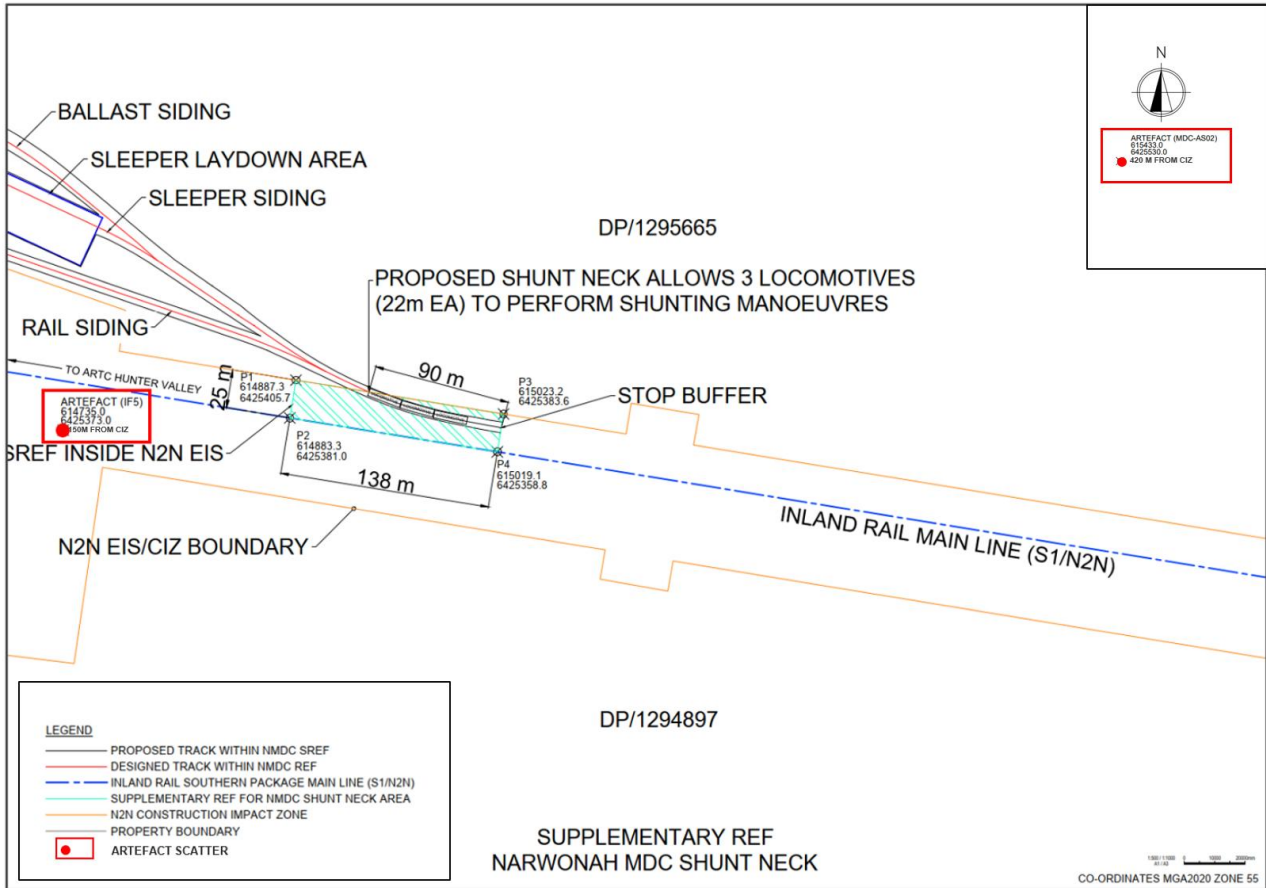 N
ARTEFACT (MDC-AS02)
615433.0
6425530.0
420 M FROM CIZ
BALLAST SIDING
SLEEPER LAYDOWN AREA
SLEEPER SIDING
DP/1295665
PROPOSED SHUNT NECK ALLOWS 3 LOCOMOTIVES
(22m EA) TO PERFORM SHUNTING MANOEUVRES
RAIL SIDING
TO ARTC HUNTER VALLEY
25 m
P1
614887.3
6425405.7
90 m
P3
615023.2
6425383.6
STOP BUFFER
ARTEFACT (IF5)
614735.0
6425373.0
150M FROM CIZ
SREF INSIDE N2N EIS
P2
614883.3
6425381.0
P4
615019.1
6425358.8
138 m
INLAND RAIL MAIN LINE (S1/N2N)
N2N EIS/CIZ BOUNDARY
DP/1294897
LEGEND
PROPOSED TRACK WITHIN NMDC SREF
DESIGNED TRACK WITHIN NMDC REF
INLAND RAIL SOUTHERN PACKAGE MAIN LINE (S1/N2N)
SUPPLEMENTARY REF FOR NMDC SHUNT NECK AREA
N2N CONSTRUCTION IMPACT ZONE
PROPERTY BOUNDARY
ARTEFACT SCATTER
SUPPLEMENTARY REF
NARWONAH MDC SHUNT NECK
CO-ORDINATES MGA2020 ZONE 55